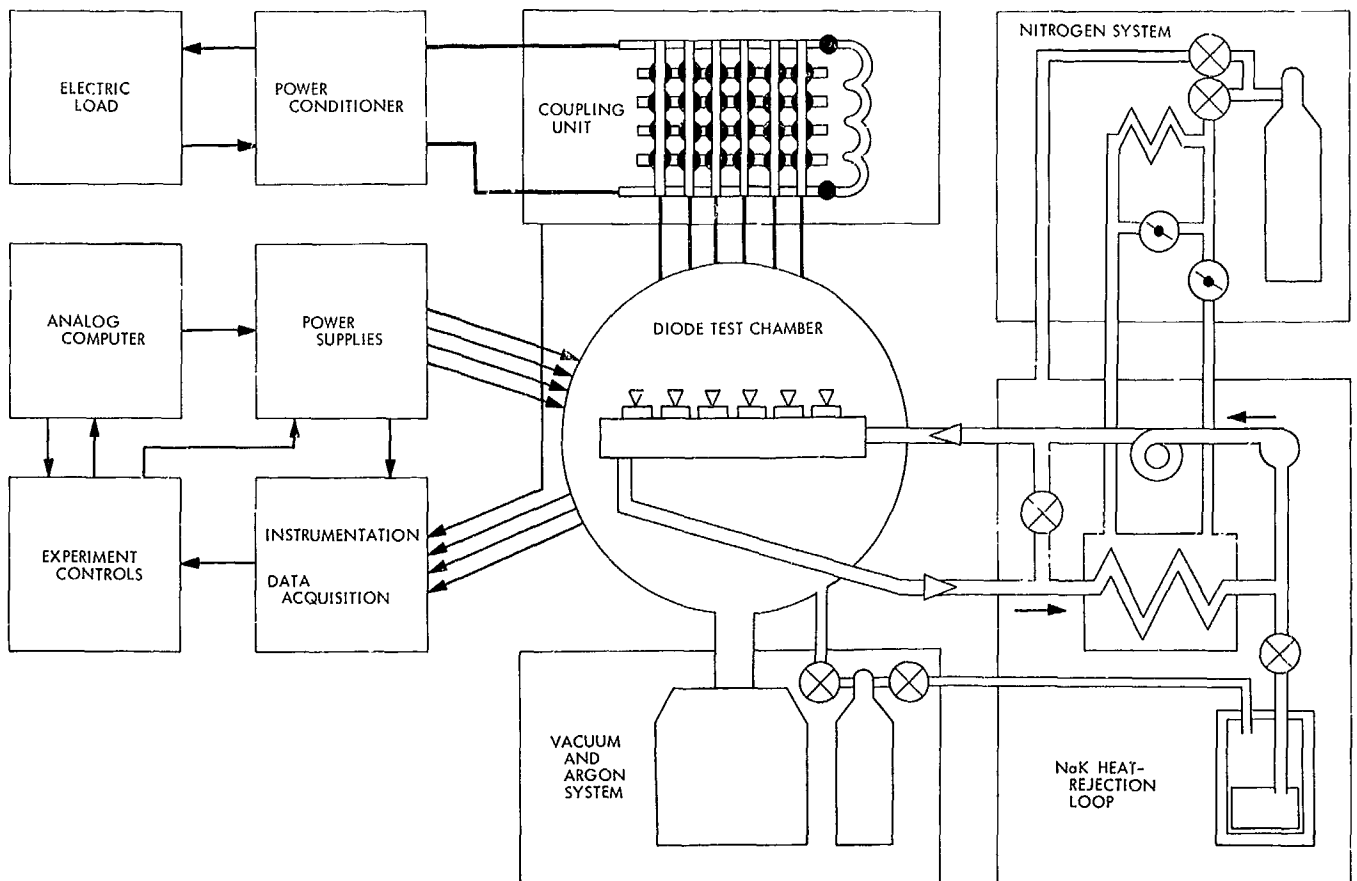 ELECTRIC
LOAD
POWER
CONDITIONER
COUPLING
UNIT
NITROGEN SYSTEM
ANALOG
COMPUTER
POWER
SUPPLIES
DIODE TEST CHAMBER
EXPERIMENT
CONTROLS
INSTRUMENTATION
DATA
ACQUISITION
VACUUM
AND
ARGON
SYSTEM
NaK HEAT-
REJECTION
LOOP